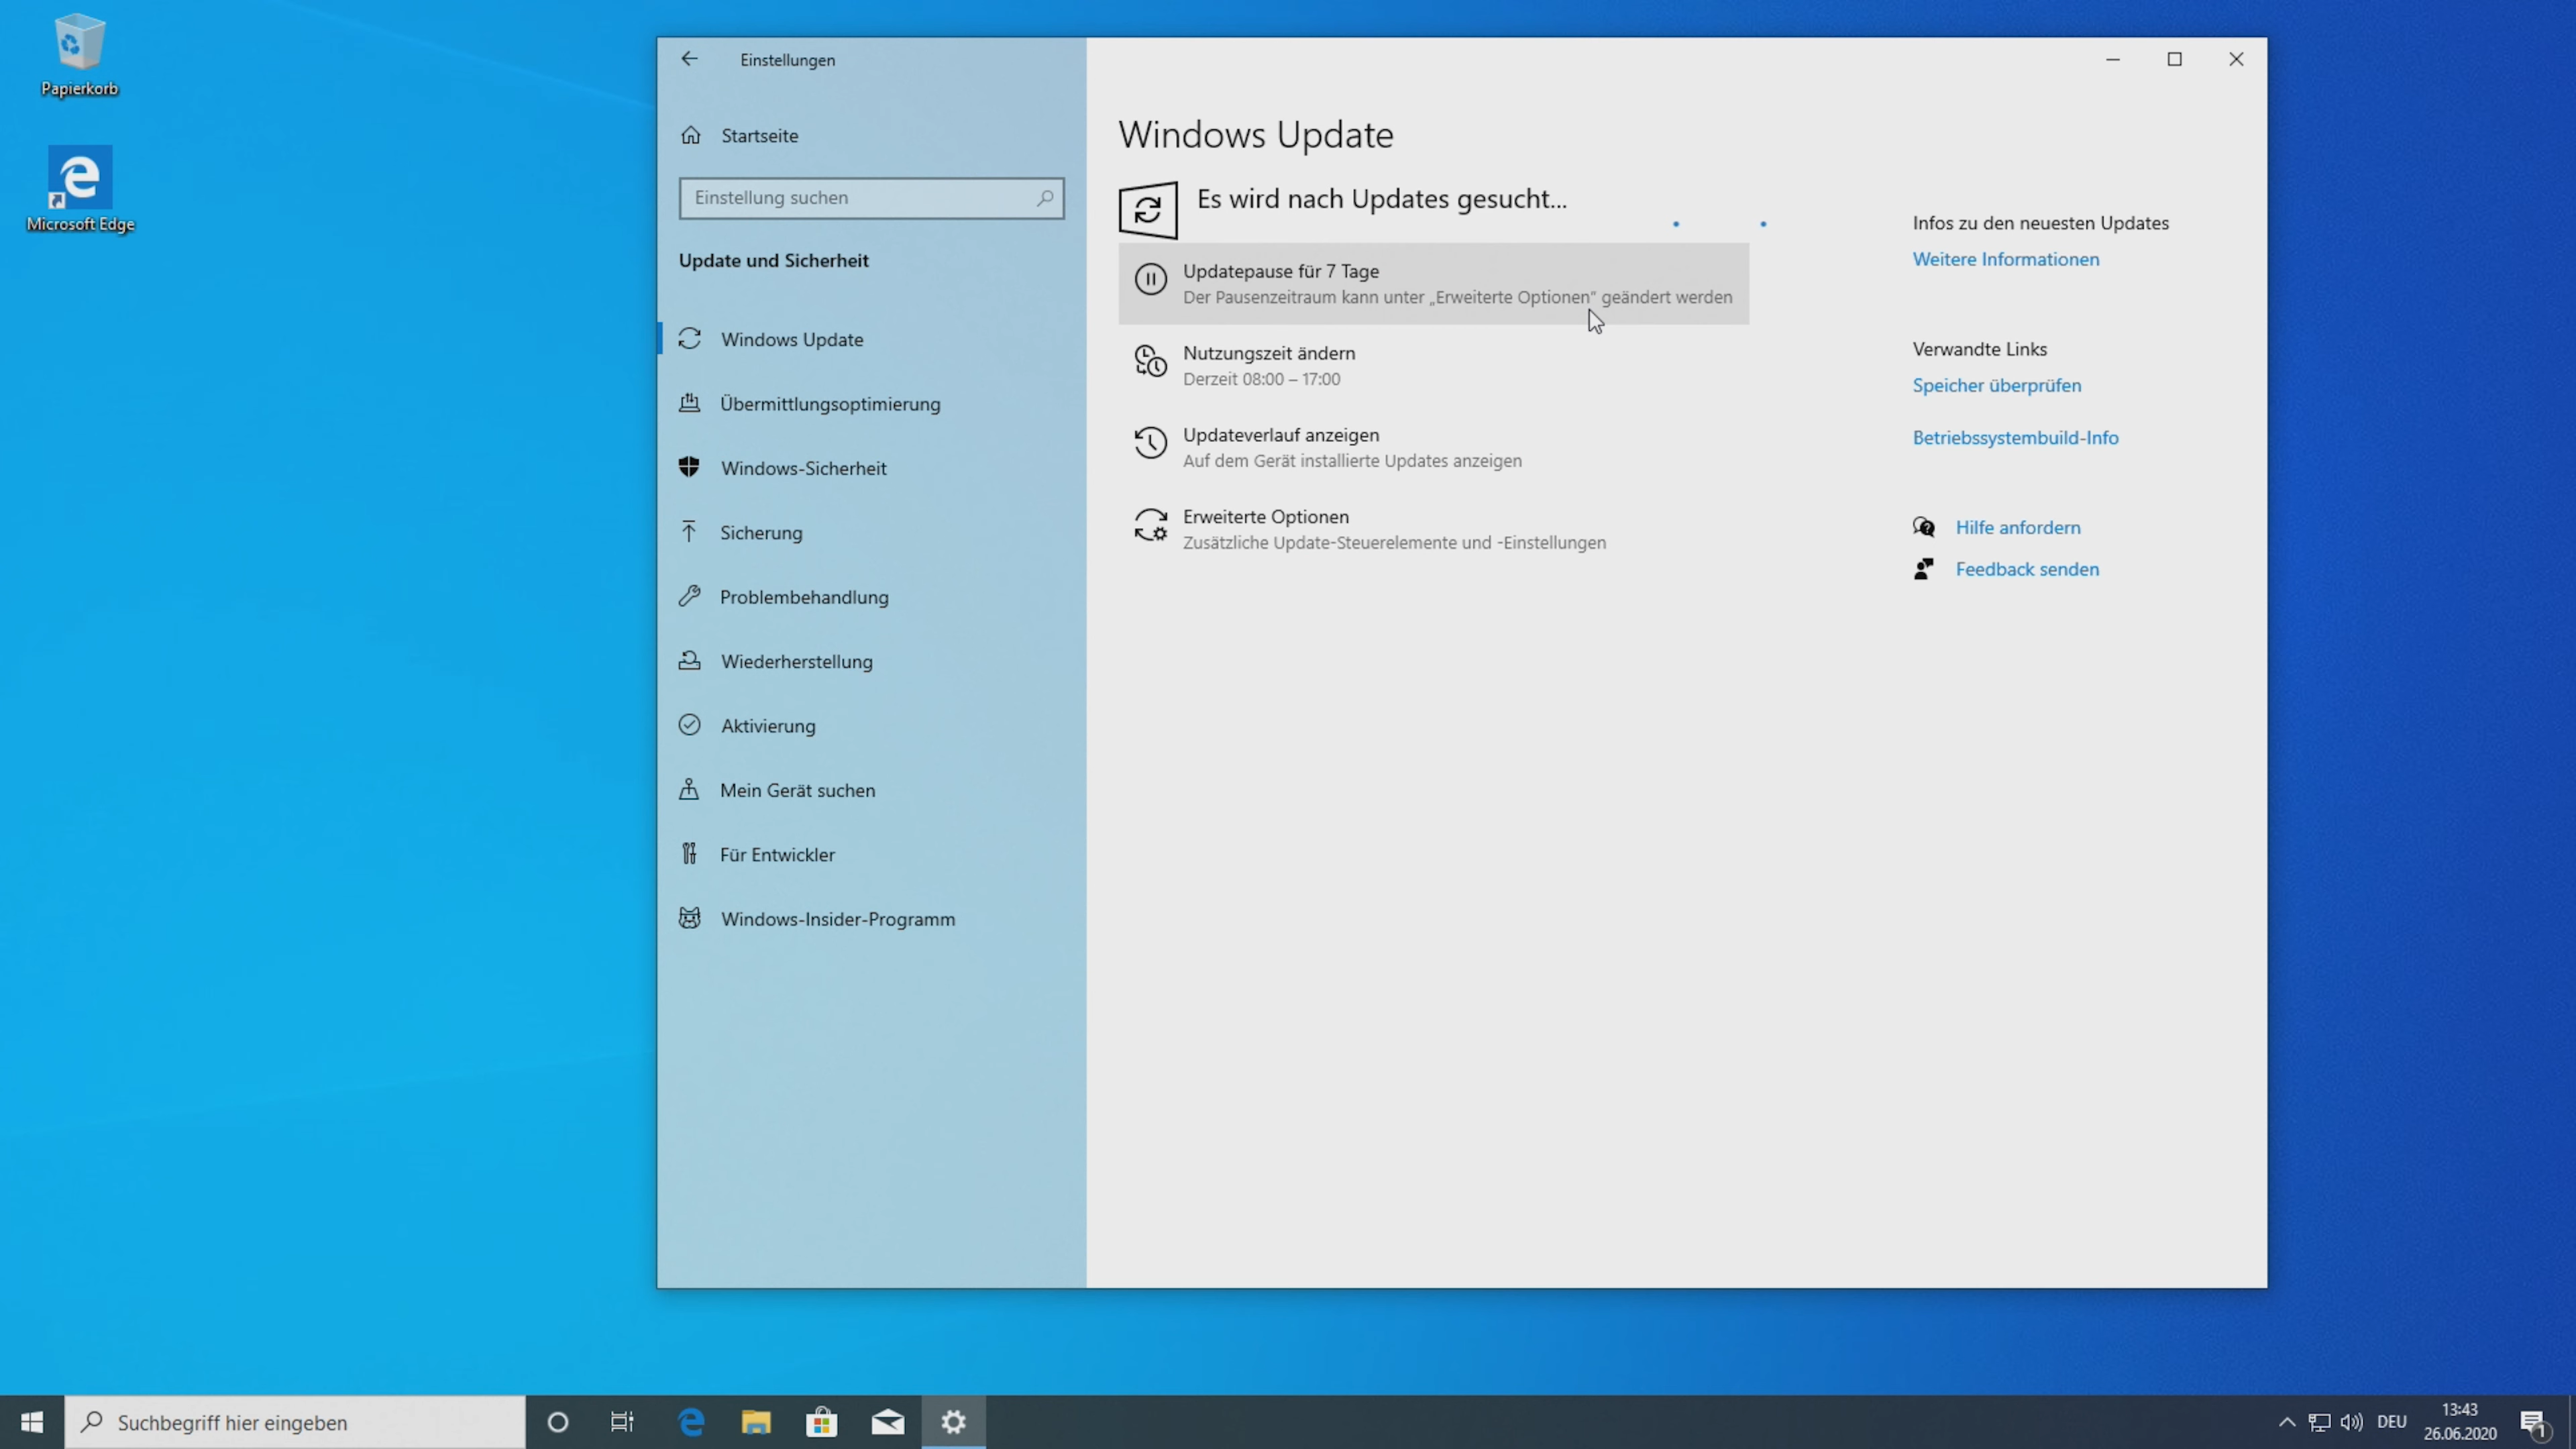 Papierkorb
Microsoft Edge
Einstellungen
Startseite
Einstellung suchen
Update und Sicherheit
Windows Update
Übermittlungsoptimierung
Windows-Sicherheit
Sicherung
Problembehandlung
Wiederherstellung
Aktivierung
Mein Gerät suchen
Für Entwickler
Windows-Insider-Programm
Windows Update
Es wird nach Updates gesucht...
Updatepause für 7 Tage
Der Pausenzeitraum kann unter „Erweiterte Optionen“ geändert werden
Nutzungszeit ändern
Derzeit 08:00 – 17:00
Updateverlauf anzeigen
Auf dem Gerät installierte Updates anzeigen
Erweiterte Optionen
Zusätzliche Update-Steuerelemente und -Einstellungen
Infos zu den neuesten Updates
Weitere Informationen
Verwandte Links
Speicher überprüfen
Betriebssystembuild-Info
Hilfe anfordern
Feedback senden
Suchbegriff hier eingeben
DEU
13:43
26.06.2020
1